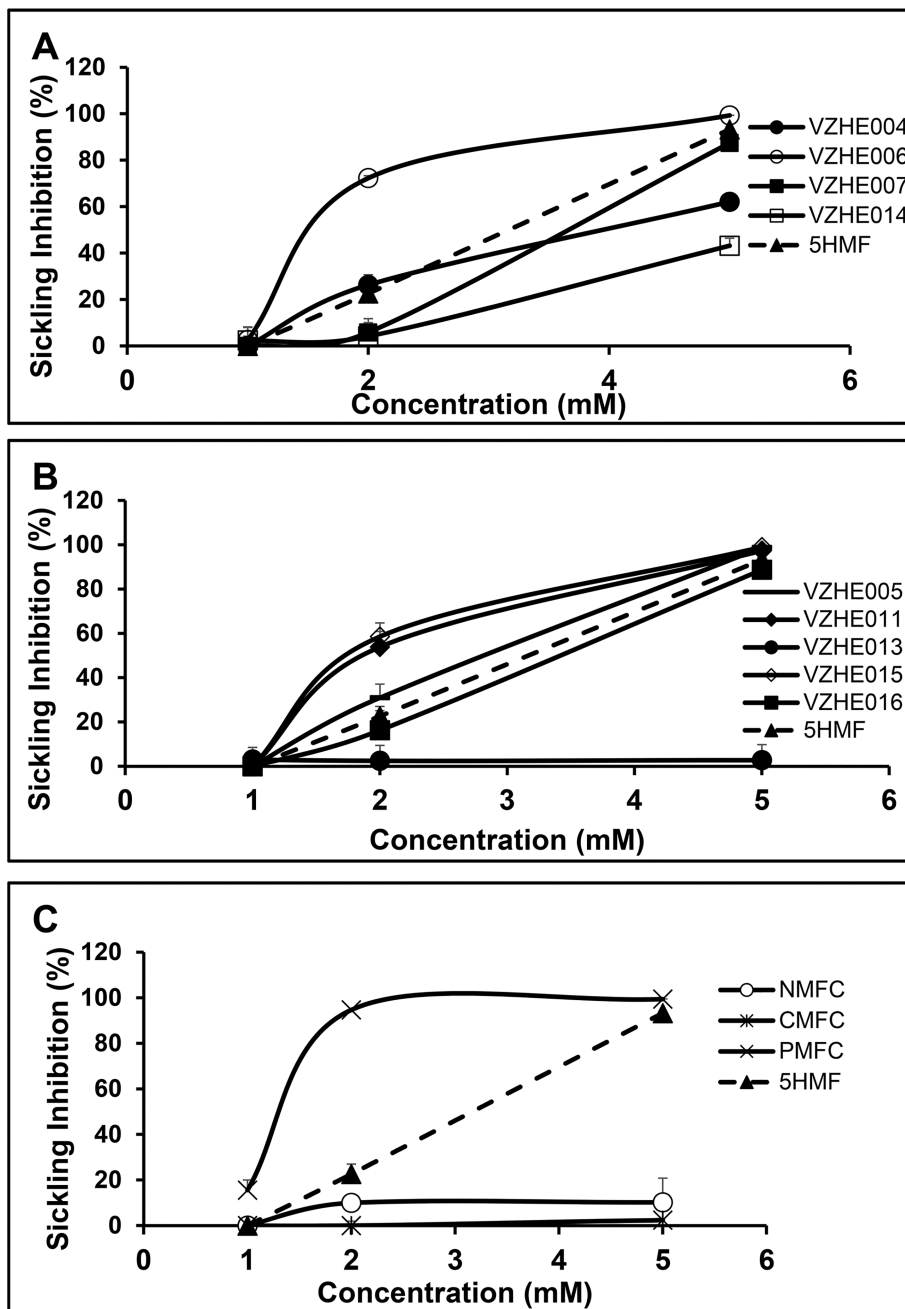 A
Sickling Inhibition (%)
120
100
80
60
40
20
0
0
2
4
6
Concentration (mM)
VZHE004
VZHE006
VZHE007
VZHE014
5HMF
B
Sickling Inhibition (%)
120
100
80
60
40
20
0
0
1
2
3
4
5
6
Concentration (mM)
VZHE005
VZHE011
VZHE013
VZHE015
VZHE016
5HMF
C
Sickling Inhibition (%)
120
100
80
60
40
20
0
0
1
2
3
4
5
6
Concentration (mM)
NMFC
CMFC
PMFC
5HMF